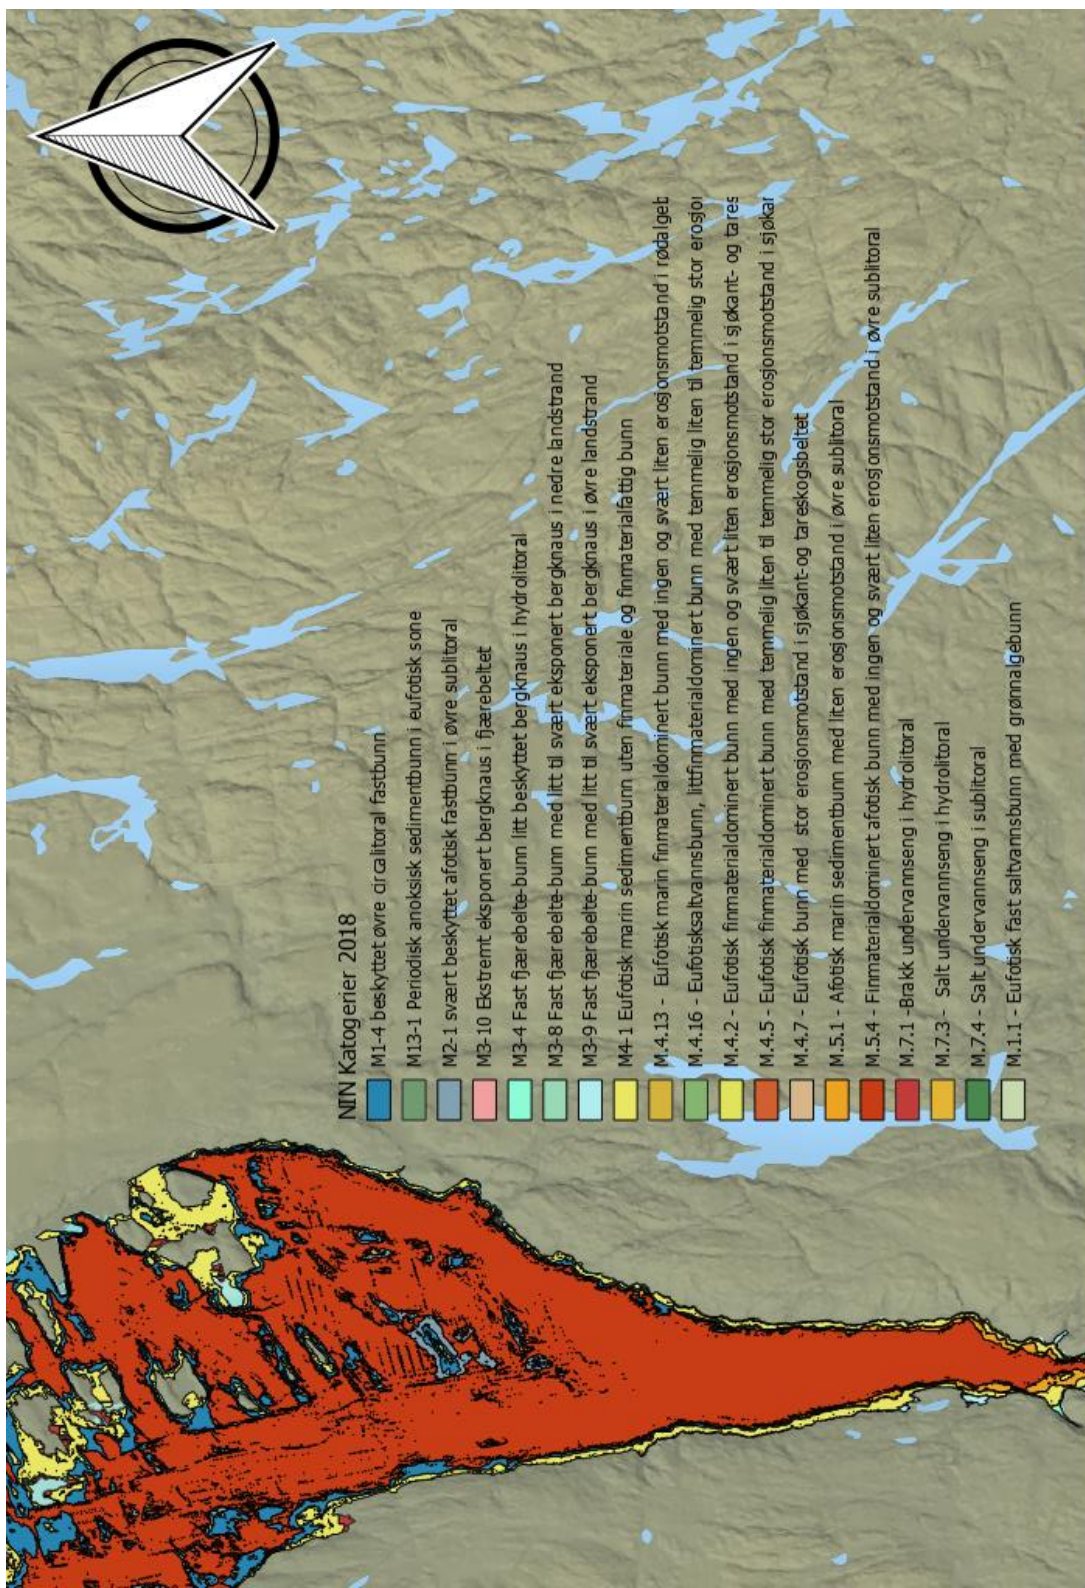 NIN Katogerier 2018
M1-4 beskyttet øvre circalitoral fastbunn
M13-1 Periodisk anoksisk sedimentbunn i eufotisk sone
M2-1 svært beskyttet afotisk fastbunn i øvre sublitoral
M3-10 Ekstremt eksponert bergknaus i fjærebeltet
M3-4 Fast fjærebelte-bunn litt beskyttet bergknaus i hydrolitoral
M3-8 Fast fjærebelte-bunn med litt til svært eksponert bergknaus i nedre landstrand
M3-9 Fast fjærebelte-bunn med litt til svært eksponert bergknaus i øvre landstrand
M4-1 Eufotisk marin sedimentbunn uten finmateriale og finmaterialfattig bunn
M.4.13 - Eufotisk marin finmaterialdominert bunn med ingen og svært liten erosjonsmotstand i rødalgeb
M.4.16 - Eufotisksaltvannsbunn, littfinmaterialdominert bunn med temmelig liten til temmelig stor erosjon
M.4.2 - Eufotisk finmaterialdominert bunn med ingen og svært liten erosjonsmotstand i sjøkant- og tares
M.4.5 - Eufotisk finmaterialdominert bunn med temmelig liten til temmelig stor erosjonsmotstand i sjøkan
M.4.7 - Eufotisk bunn med stor erosjonsmotstand i sjøkant-og tareskogsbeltet
M.5.1 - Afotisk marin sedimentbunn med liten erosjonsmotstand i øvre sublitoral
M.5.4 - Finmaterialdominert afotisk bunn med ingen og svært liten erosjonsmotstand i øvre sublitoral
M.7.1 -Brakk undervannseng i hydrolitoral
M.7.3 - Salt undervannseng i hydrolitoral
M.7.4 - Salt undervannseng i sublitoral
M.1.1 - Eufotisk fast saltvannsbunn med grønnalgebunn